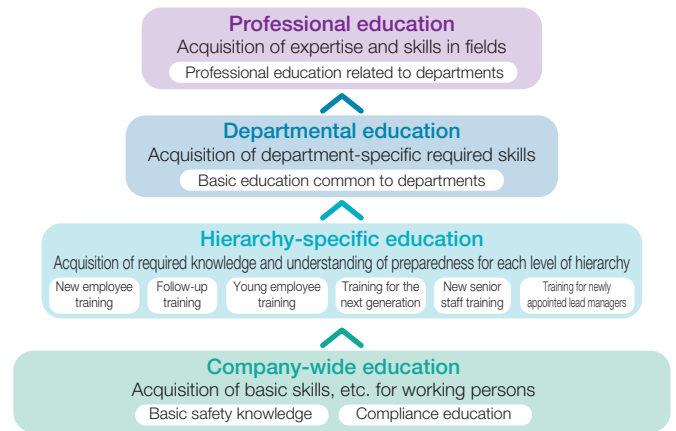 Professional education
Acquisition of expertise and skills in fields
Professional education related to departments
Departmental education
Acquisition of department-specific required skills
Basic education common to departments
Hierarchy-specific education
Acquisition of required knowledge and understanding of preparedness for each level of hierarchy
New employee
training
Follow-up
training
Young employee
training
Training for the
next generation
New senior
staff training
Training for newly
appointed lead managers
Company-wide education
Acquisition of basic skills, etc. for working persons
Basic safety knowledge
Compliance education